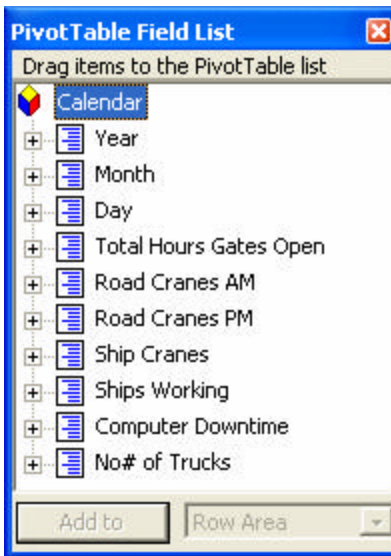 PivotTable Field List
Drag items to the PivotTable list
Calendar
Year
Month
Day
Total Hours Gates Open
Road Cranes AM
Road Cranes PM
Ship Cranes
Ships Working
Computer Downtime
No# of Trucks
Add to Row Area